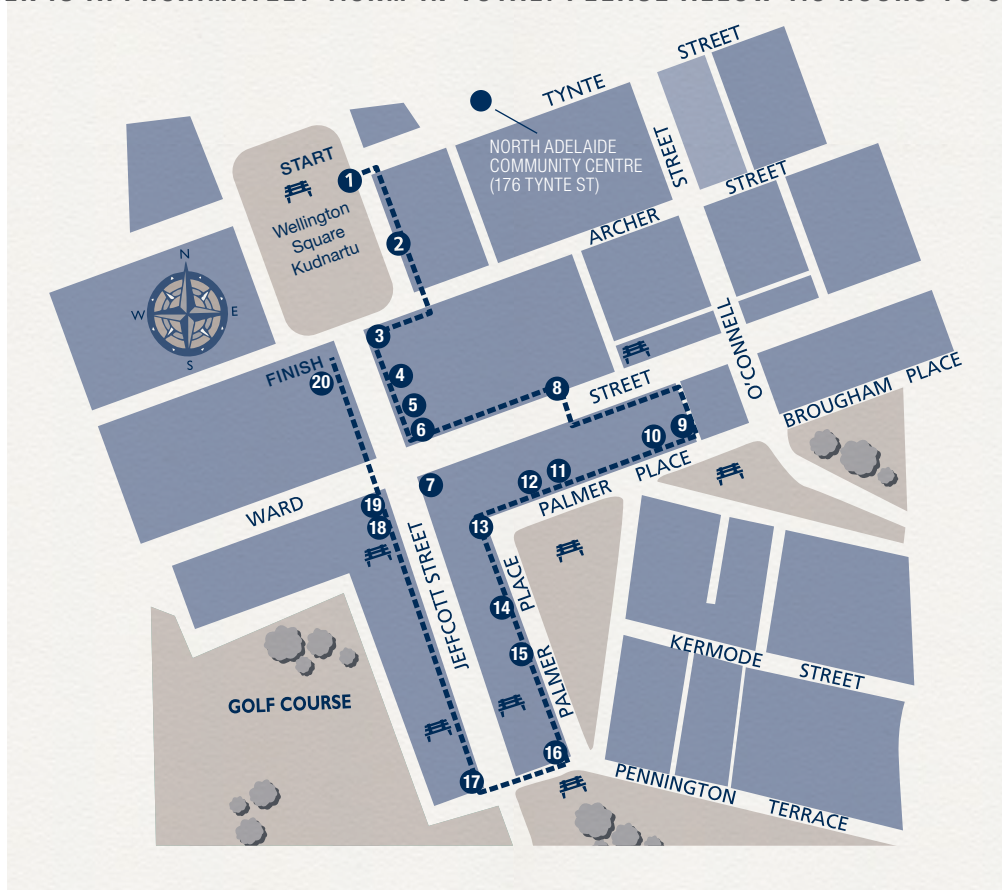 STREET
TYNTE
NORTH ADELAIDE
COMMUNITY CENTRE
(176 TYNTE ST)
STREET
START
1
STREET
Wellington
Square
Kudnartu
2
ARCHER
N
W
E
S
3
O'CONNELL
FINISH
20
4
5
6
8
STREET
BROUGHAM PLACE
7
9
10
11
12
PALMER PLACE
WARD
19
18
13
JEFFCOTT STREET
PALMER PLACE
14
15
KERMODE STREET
GOLF COURSE
16
17
PENNINGTON TERRACE